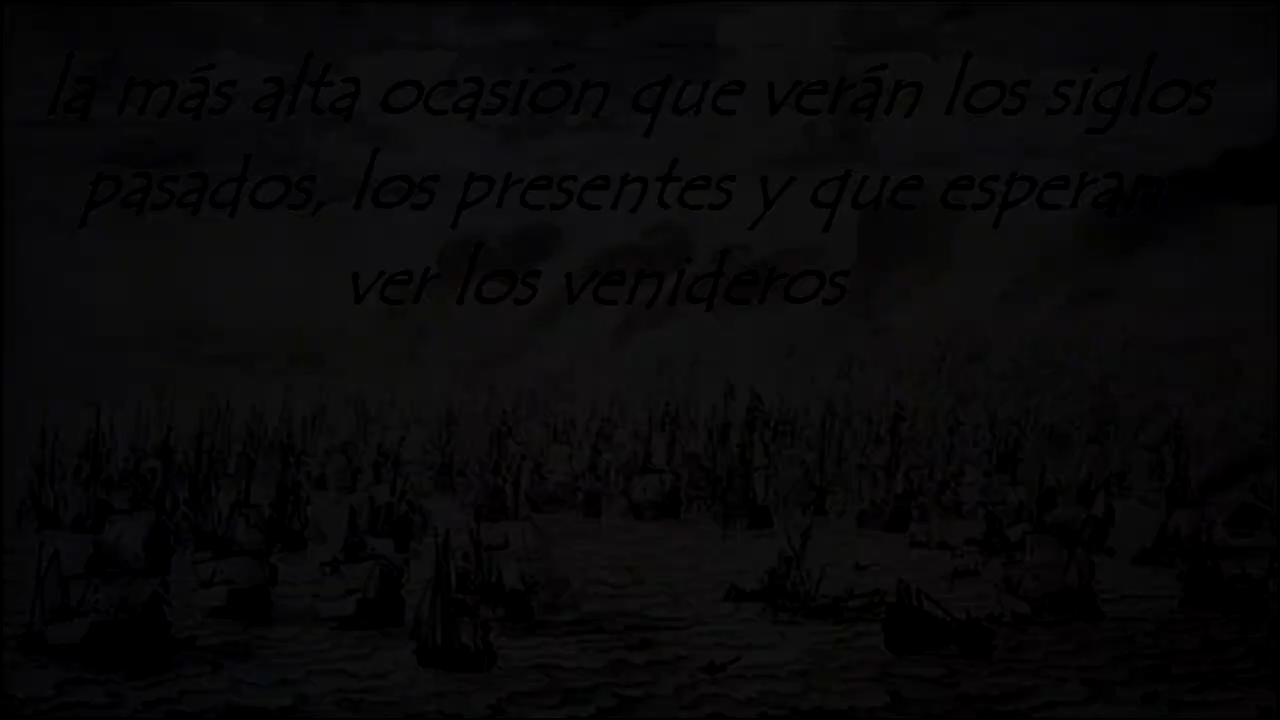 la más alta ocasión que verán los siglos
pasados, los presentes y que esperan
ver los venideros